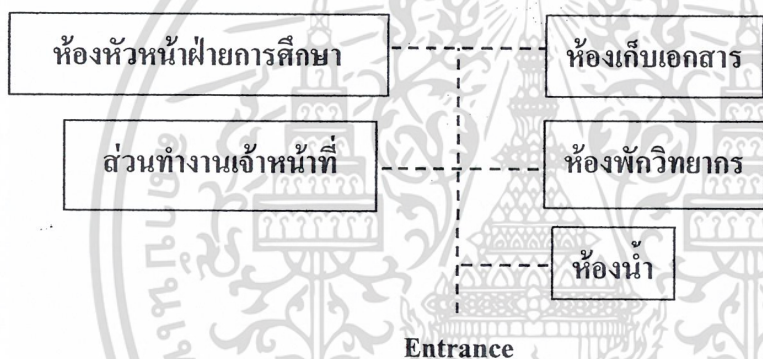 ห้องหัวหน้าฝ่ายการศึกษา
ห้องเก็บเอกสาร
ส่วนทำงานเจ้าหน้าที่
ห้องพักวิทยากร
ห้องน้ำ
Entrance